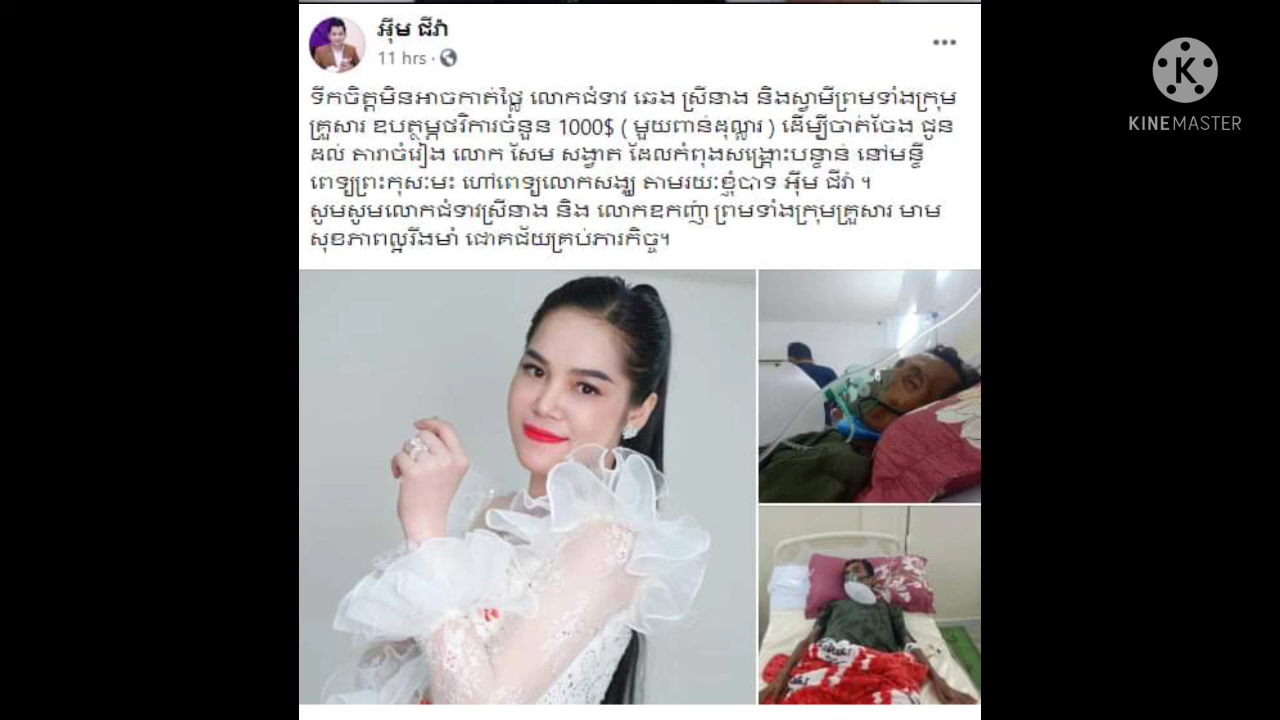 អ៊ីម ជីវ៉ា
11 hrs ·
ទឹកចិត្តមិនអាចកាត់ថ្លៃ លោកជំទាវ ឆេង ស្រីនាង និងស្វាមីព្រមទាំងក្រុម
គ្រួសារ ឧបត្ថម្ភថវិការចំនួន 1000$ ( មួយពាន់ដុល្លារ ) ដើម្បីចាត់ចែង ជូន
ដល់ តារាចំរៀង លោក សែម សង្វាត ដែលកំពុងសង្គ្រោះបន្ទាន់ នៅមន្ទី
ពេទ្យព្រះកុសៈមះ ហៅពេទ្យលោកសង្ឃ តាមរយៈខ្ញុំបាទ អ៊ីម ជីវ៉ា ។
សូមសូមលោកជំទាវស្រីនាង និង លោកឧកញ៉ា ព្រមទាំងក្រុមគ្រួសារ មាម
សុខភាពល្អរឹងមាំ ជោគជ័យគ្រប់ភារកិច្ច។
K
KINEMASTER